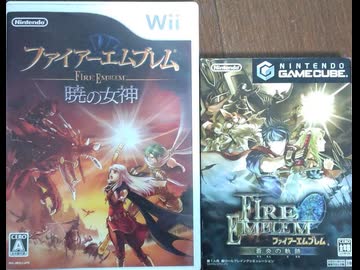 Nintendo
Wii
ファイアーエムブレム
FIRE EMBLEM
暁の女神
CERO
A
Nintendo
NINTENDO
GAMECUBE
FIRE
EMBLEM
ファイアーエムブレム
蒼炎の軌跡
CERO